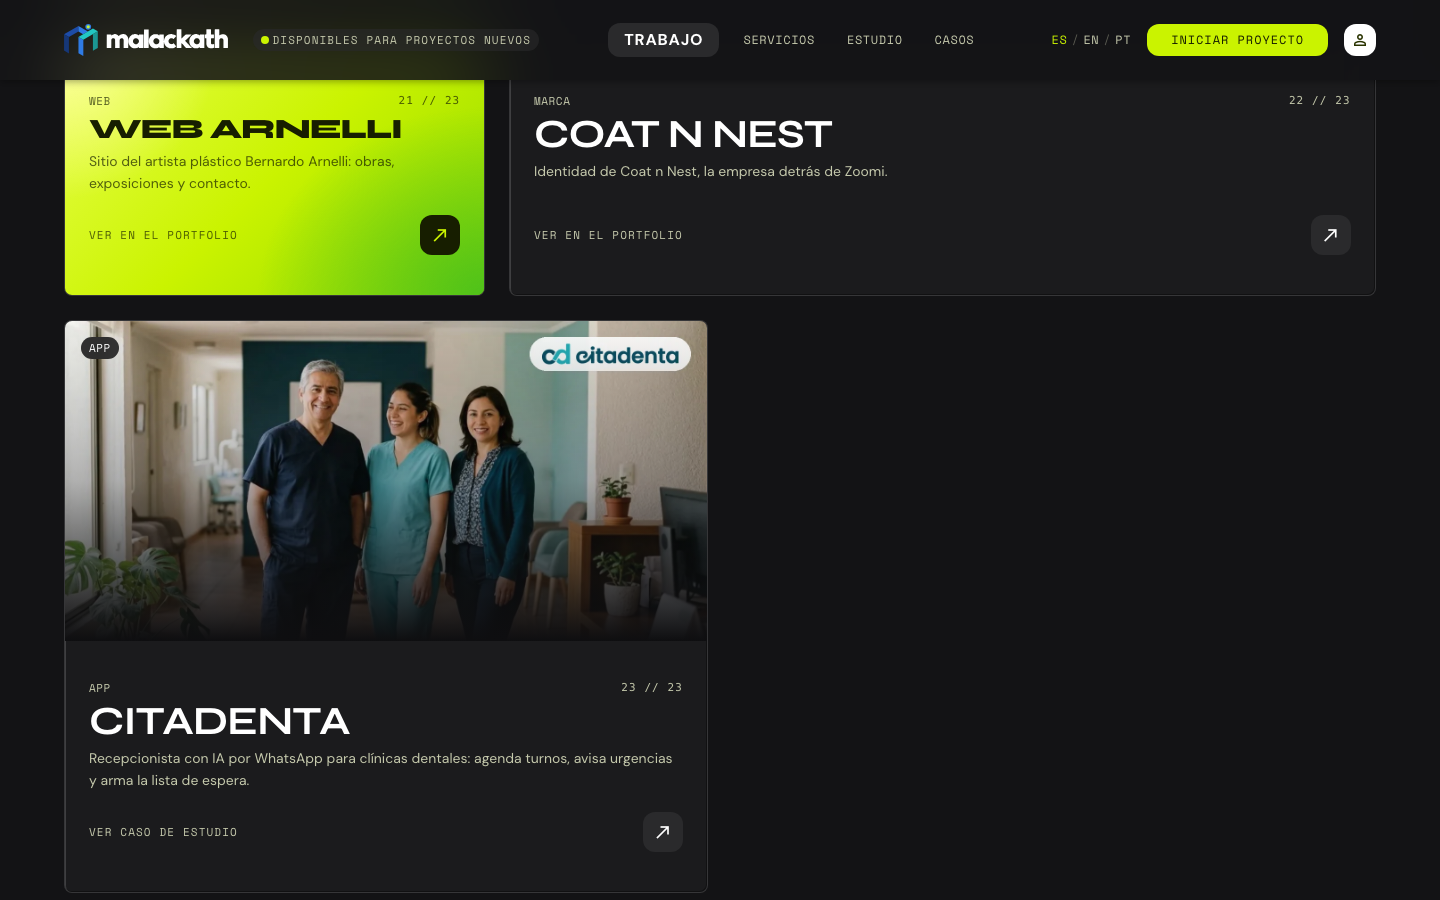 malackath
DISPONIBLES PARA PROYECTOS NUEVOS
TRABAJO
SERVICIOS
ESTUDIO
CASOS
ES / EN / PT
INICIAR PROYECTO
WEB
21 // 23
WEB ARNELLI
Sitio del artista plástico Bernardo Arnelli: obras,
exposiciones y contacto.
VER EN EL PORTFOLIO
MARCA
22 // 23
COAT N NEST
Identidad de Coat n Nest, la empresa detrás de Zoomi.
VER EN EL PORTFOLIO
APP
cd citadenta
APP
23 // 23
CITADENTA
Recepcionista con IA por WhatsApp para clínicas dentales: agenda turnos, avisa urgencias
y arma la lista de espera.
VER CASO DE ESTUDIO